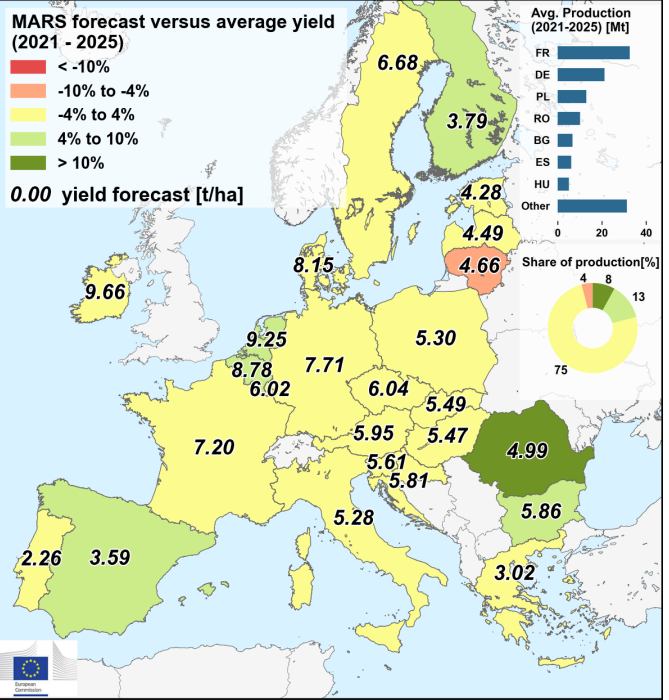 MARS forecast versus average yield
(2021 - 2025)
< -10%
-10% to -4%
-4% to 4%
4% to 10%
> 10%
0.00 yield forecast [t/ha]
Avg. Production
(2021-2025) [Mt]
FR
DE
PL
RO
BG
ES
HU
Other
0 20 40
Share of production[%]
4 8
13
75
6.68
3.79
4.28
4.49
4.66
8.15
9.66
9.25
5.30
7.71
8.78
6.02
6.04
5.49
5.95
5.47
7.20
4.99
5.61
5.81
5.28
5.86
2.26
3.59
3.02
European
Commission